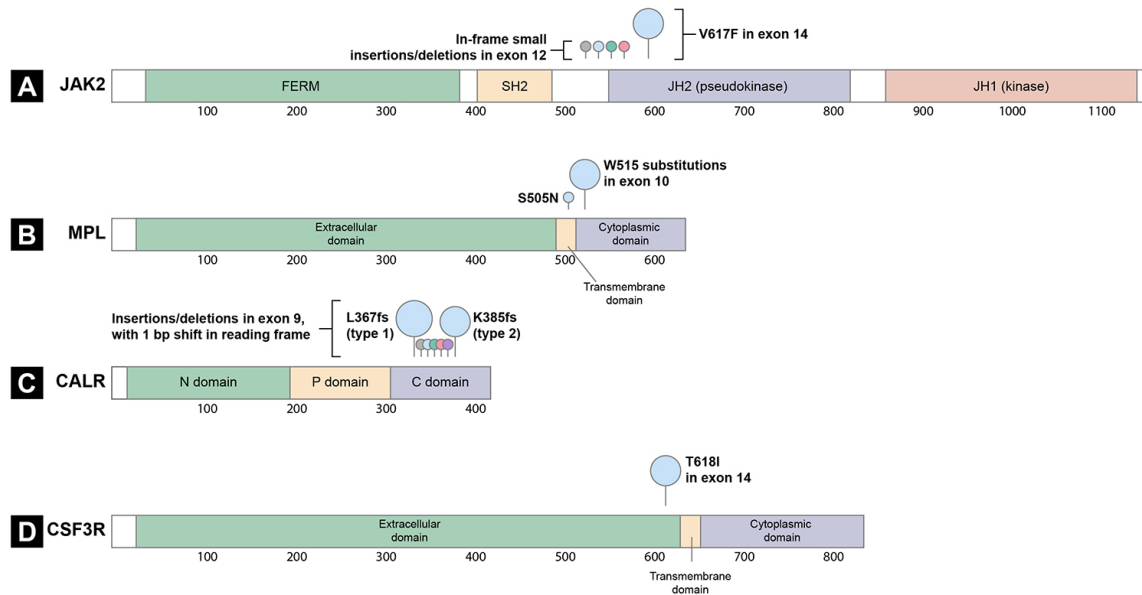 In-frame small
insertions/deletions in exon 12
V617F in exon 14
A
JAK2
FERM
SH2
JH2 (pseudokinase)
JH1 (kinase)
100 200 300 400 500 600 700 800 900 1000 1100
S505N
W515 substitutions
in exon 10
B
MPL
Extracellular
domain
Cytoplasmic
domain
100 200 300 400 500 600
Transmembrane
domain
Insertions/deletions in exon 9,
with 1 bp shift in reading frame
L367fs
(type 1)
K385fs
(type 2)
C
CALR
N domain
P domain
C domain
100 200 300 400
T618I
in exon 14
D
CSF3R
Extracellular
domain
Cytoplasmic
domain
100 200 300 400 500 600 700 800
Transmembrane
domain